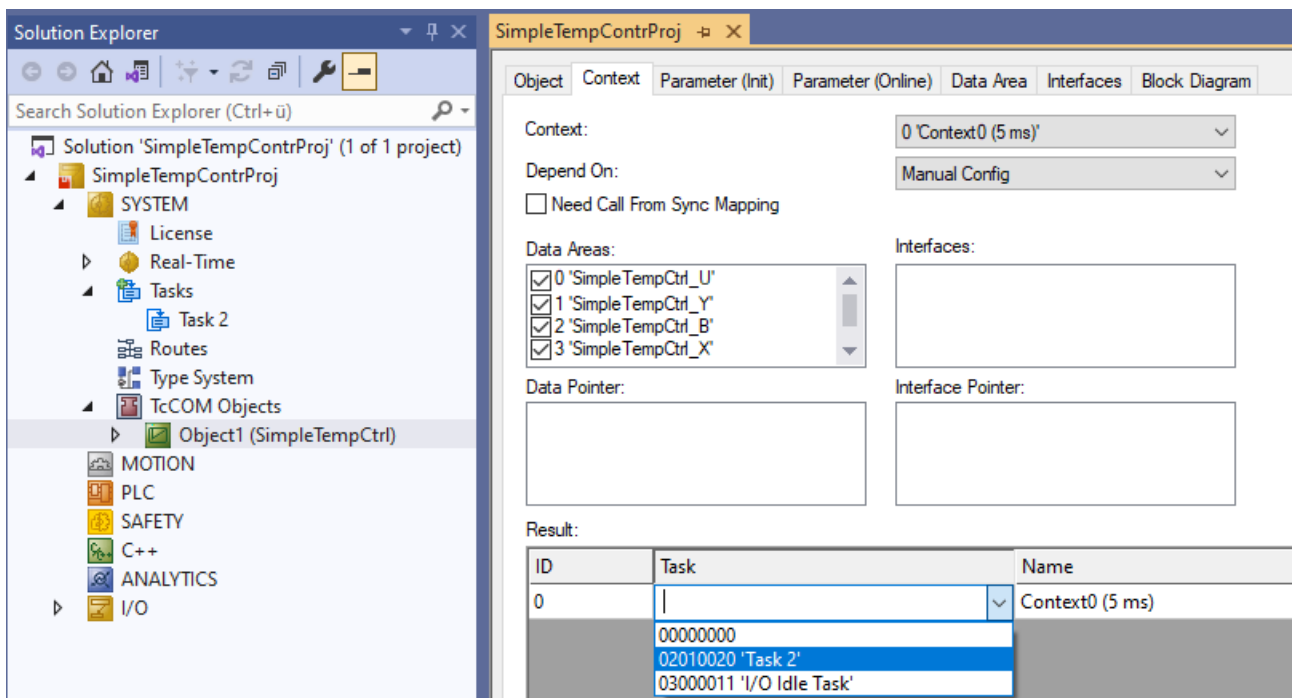 Solution Explorer
Search Solution Explorer (Ctrl+ü)
Solution 'SimpleTempContrProj' (1 of 1 project)
SimpleTempContrProj
SYSTEM
License
Real-Time
Tasks
Task 2
Routes
Type System
TcCOM Objects
Object1 (SimpleTempCtrl)
MOTION
PLC
SAFETY
C++
ANALYTICS
I/O
SimpleTempContrProj
Object Context Parameter (Init) Parameter (Online) Data Area Interfaces Block Diagram
Context: 0 'Context0 (5 ms)'
Depend On: Manual Config
Need Call From Sync Mapping
Data Areas: Interfaces:
0 'SimpleTempCtrl_U'
1 'SimpleTempCtrl_Y'
2 'SimpleTempCtrl_B'
3 'SimpleTempCtrl_X'
Data Pointer: Interface Pointer:
Result:
ID Task Name
0 Context0 (5 ms)
00000000
02010020 'Task 2'
03000011 'I/O Idle Task'